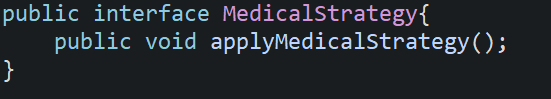 public interface MedicalStrategy{
    public void applyMedicalStrategy();
}